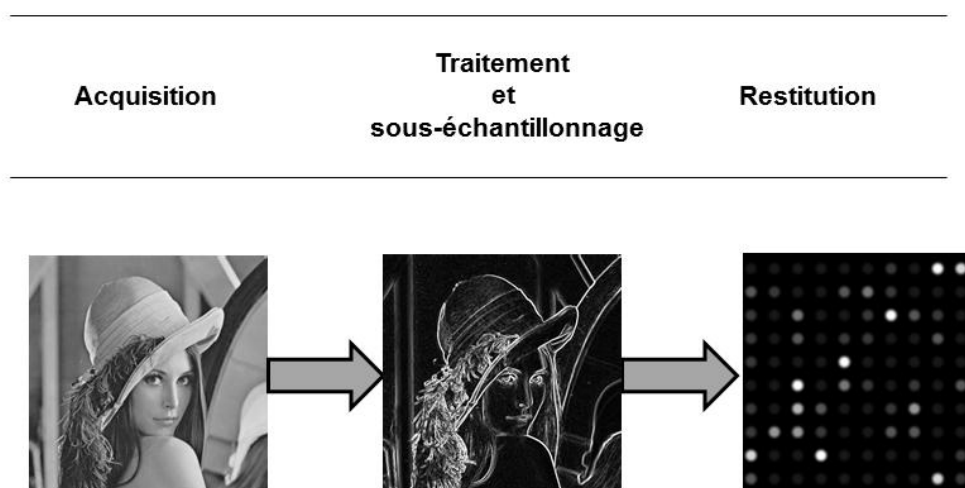 Acquisition
Traitement
et
sous-échantillonnage
Restitution